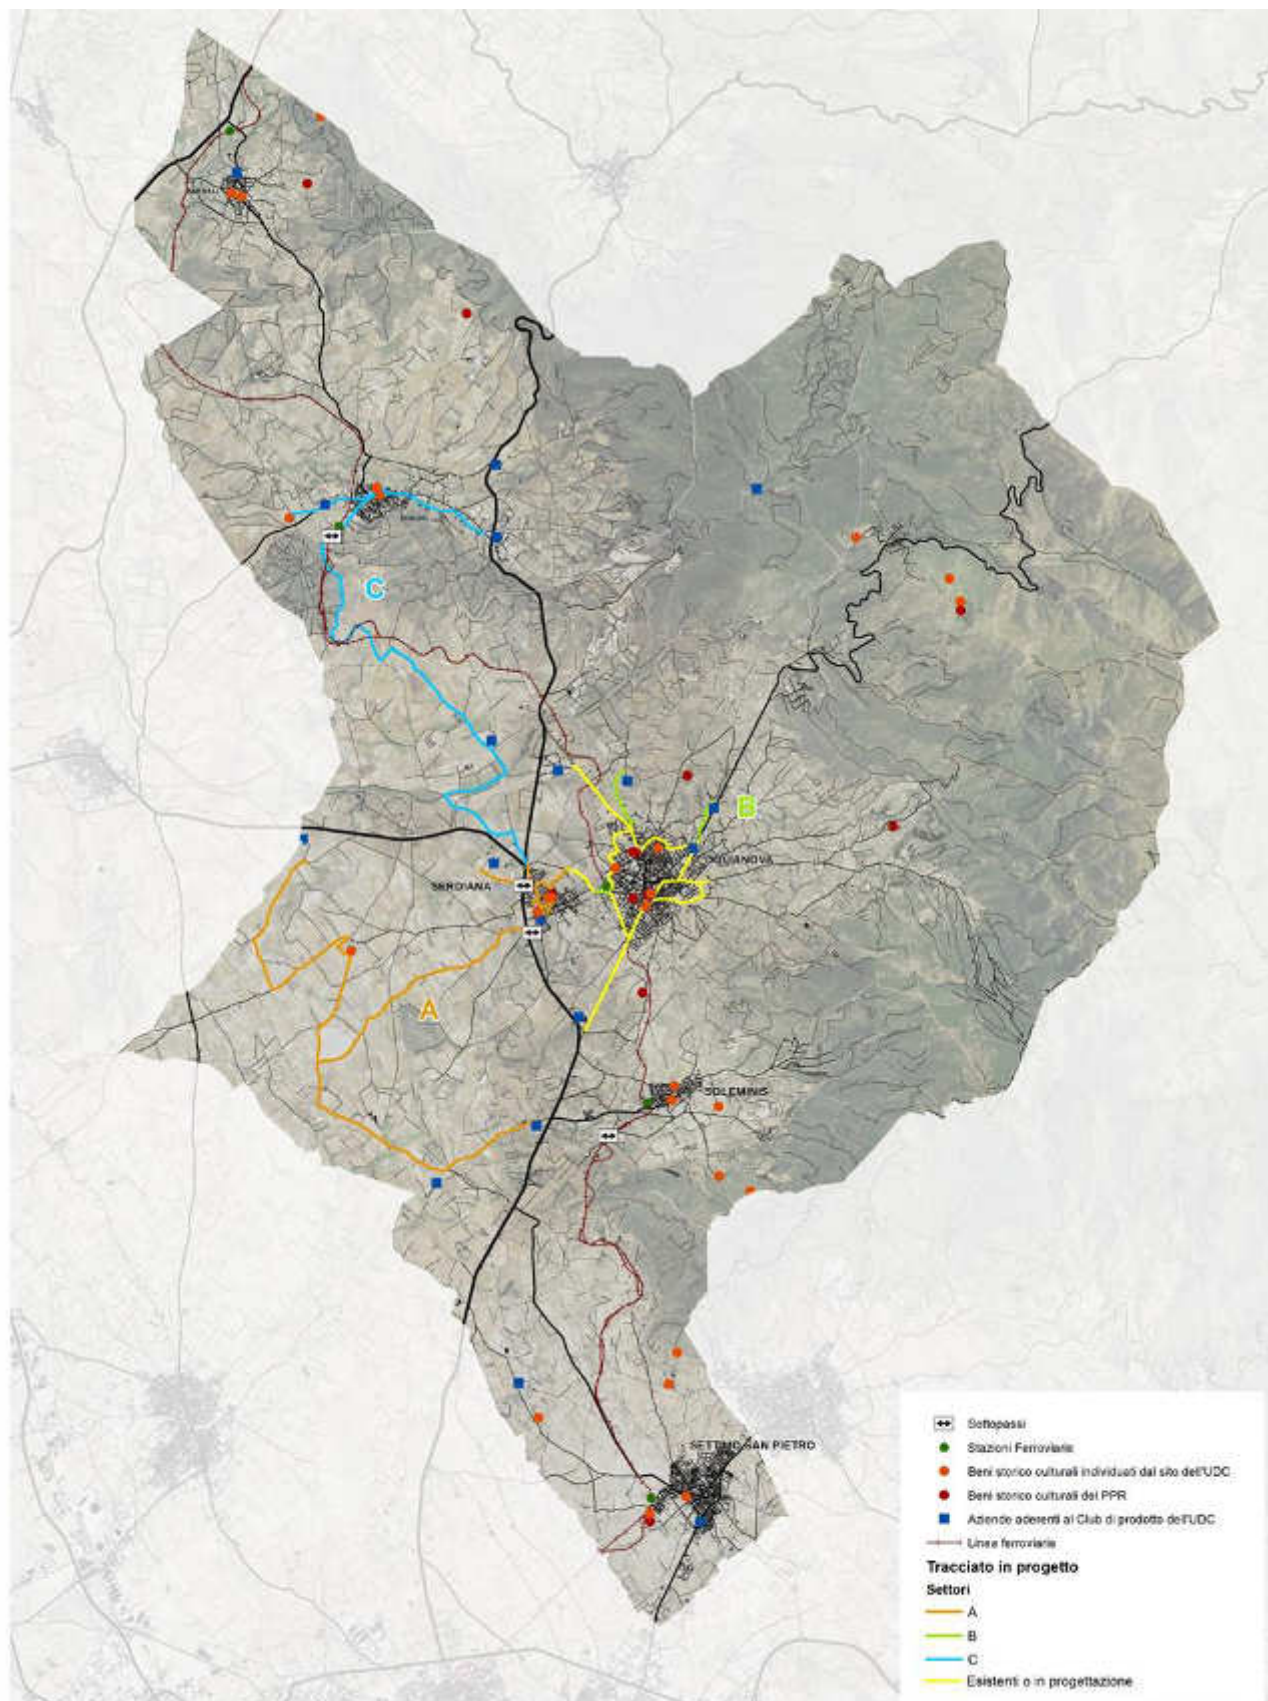 C
B
DOLIANOVA
SERDIANA
A
SOLEMINIS
SETTIMO SAN PIETRO
Sottopassi
Stazioni Ferroviarie
Beni storico culturali individuati dal sito dell'UDC
Beni storico culturali del PPR
Aziende aderenti al Club di prodotto dell'UDC
Linea ferroviaria
Tracciato in progetto
Settori
A
B
C
Esistenti o in progettazione